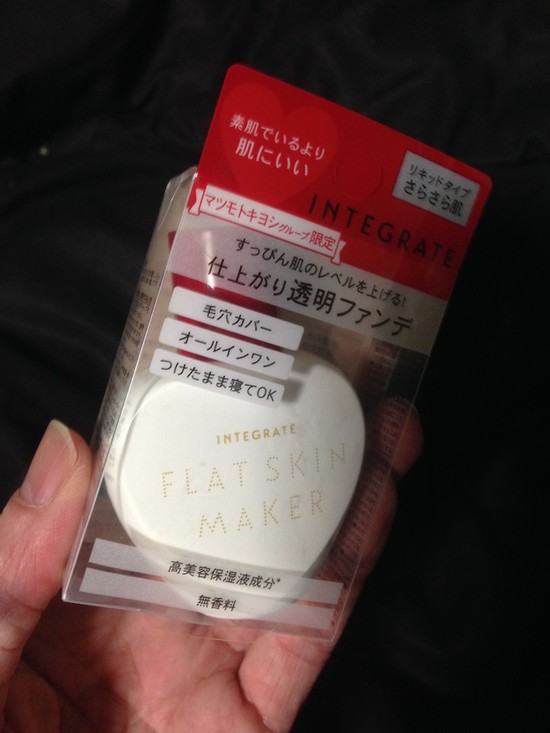 素肌でいるより
肌にいい
リキッドタイプ
さらさら肌
INTEGRATE
マツモトキヨシグループ限定
すっぴん肌のレベルを上げる!
仕上がり透明ファンデ
毛穴カバー
オールインワン
つけたまま寝てOK
INTEGRATE
FLAT SKIN
MAKER
高美容保湿液成分*
無香料